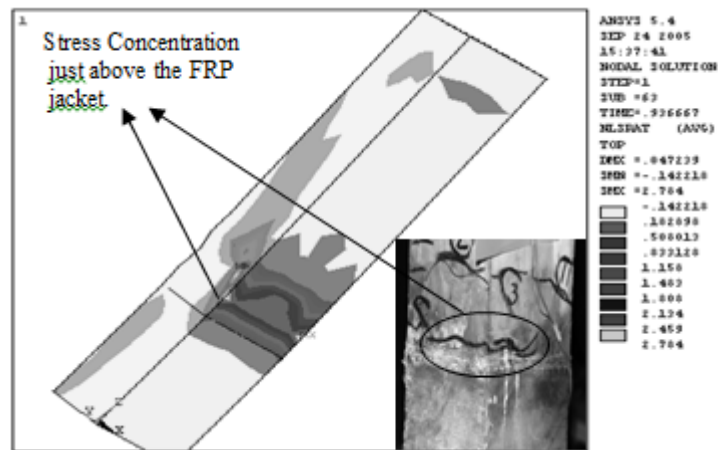 1
Stress Concentration
just above the FRP
jacket.
Y
Z
X
ANSYS 5.4
SEP 24 2005
15:37:41
NODAL SOLUTION
STEP=1
SUB =63
TIME=.936667
NLSRAT (AVG)
TOP
DMX =.047239
SMN =-.142218
SMX =2.784
-.142218
.182898
.508013
.833128
1.158
1.483
1.808
2.134
2.459
2.784